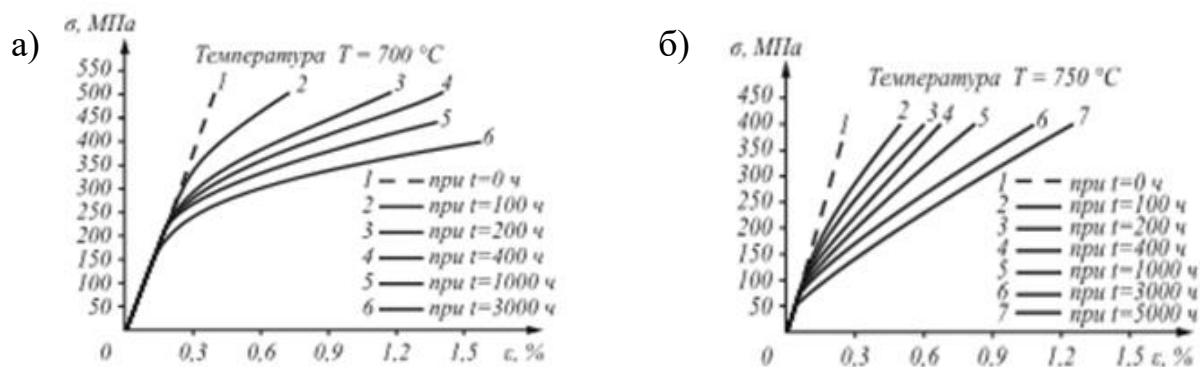 а)
σ, МПа
Температура T = 700 °C
550
500
450
400
350
300
250
200
150
100
50
0
0,3
0,6
0,9
1,2
1,5
ε, %
1
2
3
4
5
6
1 при t=0 ч
2 при t=100 ч
3 при t=200 ч
4 при t=400 ч
5 при t=1000 ч
6 при t=3000 ч
б)
σ, МПа
Температура T = 750 °C
450
400
350
300
250
200
150
100
50
0
0,3
0,6
0,9
1,2
1,5
ε, %
1
2
3
4
5
6
7
1 при t=0 ч
2 при t=100 ч
3 при t=200 ч
4 при t=400 ч
5 при t=1000 ч
6 при t=3000 ч
7 при t=5000 ч